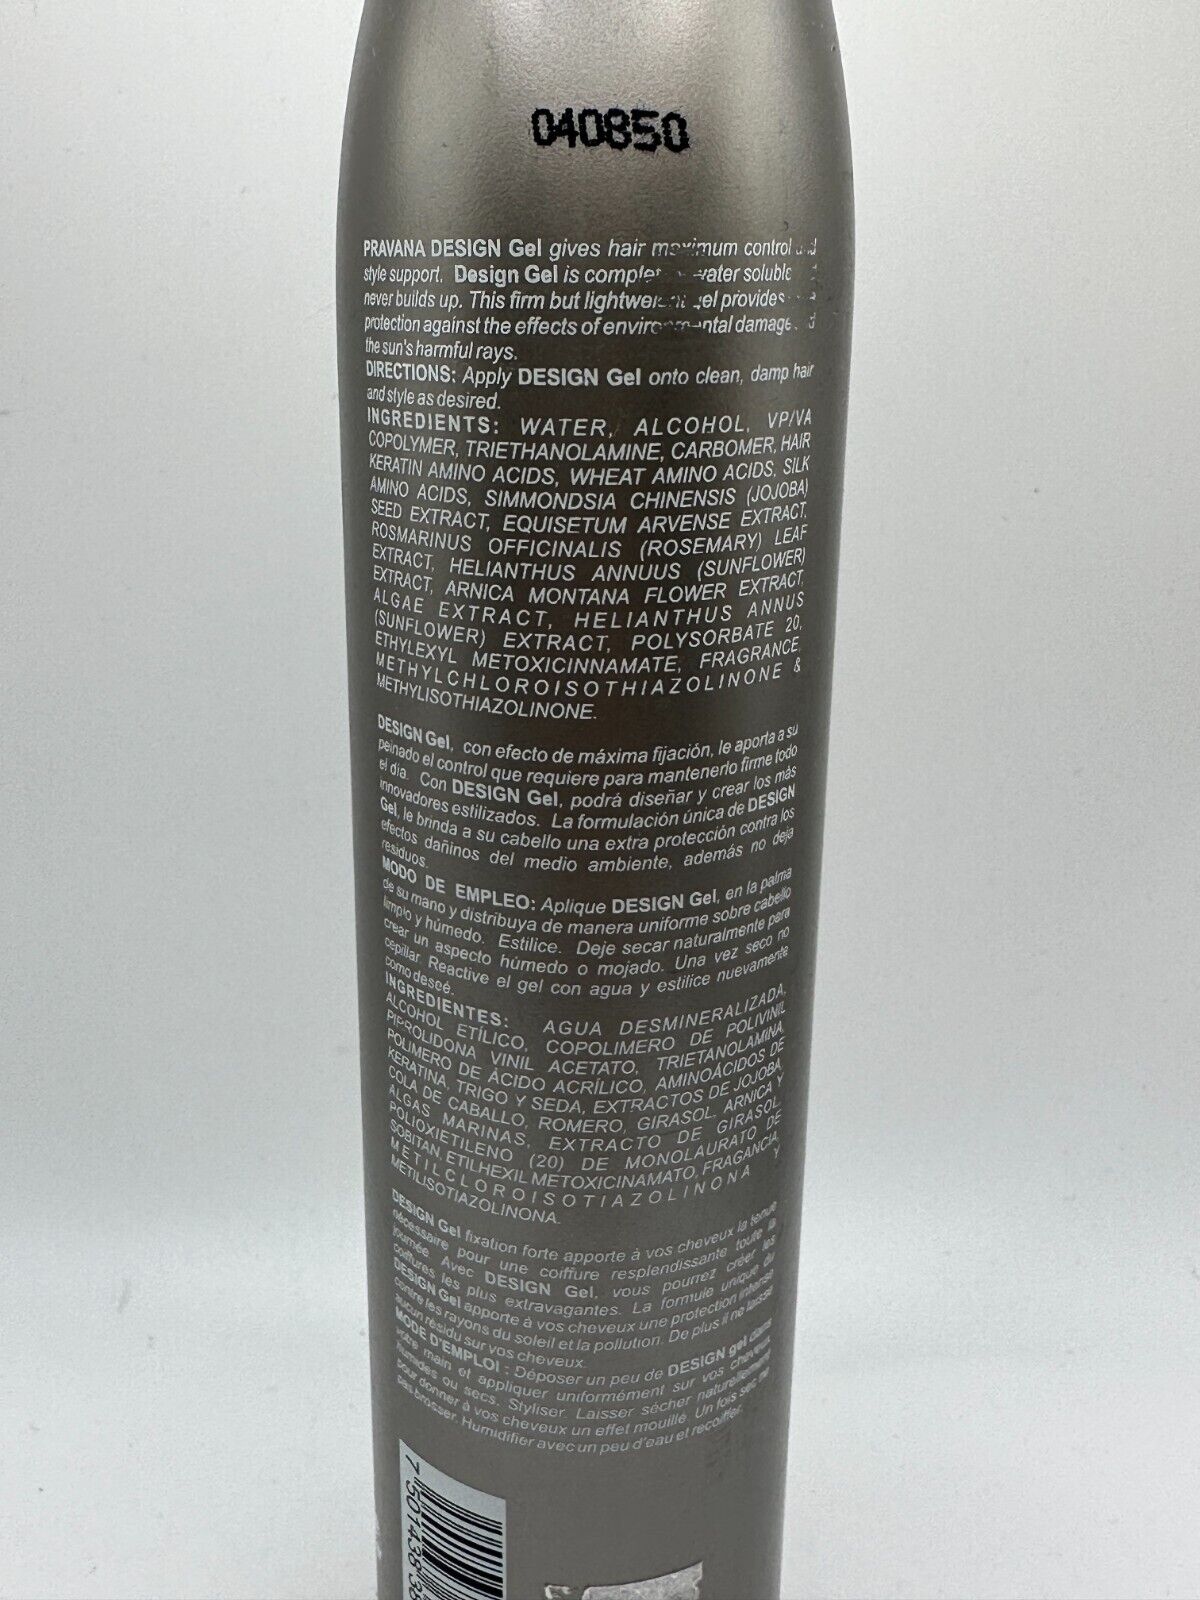 040850
PRAVANA DESIGN Gel gives hair maximum control
style support. Design Gel is water
never builds up. This firm but gel provides
protection against the effects of environmental damage
the sun's harmful rays.
DIRECTIONS: Apply DESIGN Gel onto clean, damp hair
and style as desired.
INGREDIENTS: WATER, ALCOHOL, VP/VA
COPOLYMER, TRIETHANOLAMINE, CARBOMER, HAIR
KERATIN AMINO ACIDS, WHEAT AMINO ACIDS, SILK
AMINO ACIDS, SIMMONDSIA CHINENSIS (JOJOBA)
SEED EXTRACT, EQUISETUM ARVENSE EXTRACT,
ROSMARINUS OFFICINALIS (ROSEMARY) LEAF
EXTRACT, HELIANTHUS ANNUUS (SUNFLOWER)
EXTRACT, ARNICA MONTANA FLOWER EXTRACT,
ALGAE EXTRACT, HELIANTHUS ANNUS
(SUNFLOWER) EXTRACT, POLYSORBATE 20,
ETHYLEXYL METOXICINNAMATE, FRAGRANCE,
METHYLCHLOROISOTHIAZOLINONE &
METHYLISOTHIAZOLINONE.
DESIGN Gel, con efecto de máxima fijación, le aporta a su
peinado el control que requiere para mantenerlo firme todo
el día. Con DESIGN Gel, podrá diseñar y crear los más
innovadores estilizados. La formulación única de DESIGN
Gel, le brinda a su cabello una extra protección contra los
efectos dañinos del medio ambiente, además no deja
residuos.
MODO DE EMPLEO: Aplique DESIGN Gel, en la palma
de su mano y distribuya de manera uniforme sobre cabello
limpio y húmedo. Estilice. Deje secar naturalmente para
crear un aspecto húmedo o mojado. Una vez seco no
cepillar Reactive el gel con agua y estilice nuevamente
como deseé.
INGREDIENTES: AGUA DESMINERALIZADA,
ALCOHOL ETÍLICO, COPOLIMERO DE POLIVINIL
PIPROLIDONA VINIL ACETATO, TRIETANOLAMINA,
POLIMERO DE ÁCIDO ACRÍLICO, AMINOÁCIDOS DE
KERATINA, TRIGO Y SEDA, EXTRACTOS DE JOJOBA,
COLA DE CABALLO, ROMERO, GIRASOL, ARNICA Y
ALGAS MARINAS, EXTRACTO DE GIRASOL,
POLIOXIETILENO (20) DE MONOLAURATO DE
SOBITAN, ETILHEXIL METOXICINAMATO, FRAGANCIA,
METILCLOROISOTIAZOLINONA Y
METILISOTIAZOLINONA.
DESIGN Gel fixation forte apporte à vos cheveux la tenue
nécessaire pour une coiffure resplendissante toute la
journée Avec DESIGN Gel, vous pourrez créer les
coiffures les plus extravagantes. La formule unique du
DESIGN Gel apporte à vos cheveux une protection intense
contre les rayons du soleil et la pollution. De plus il ne laisse
aucun résidu sur vos cheveux.
MODE D'EMPLOI : Déposer un peu de DESIGN gel dans
votre main et appliquer uniformément sur vos cheveux
humides ou secs. Styliser. Laisser sécher naturellement
pour donner à vos cheveux un effet mouillé. Un fois sec ne
pas brosser. Humidifier avec un peu d'eau et recoiffer.
7 501438 38